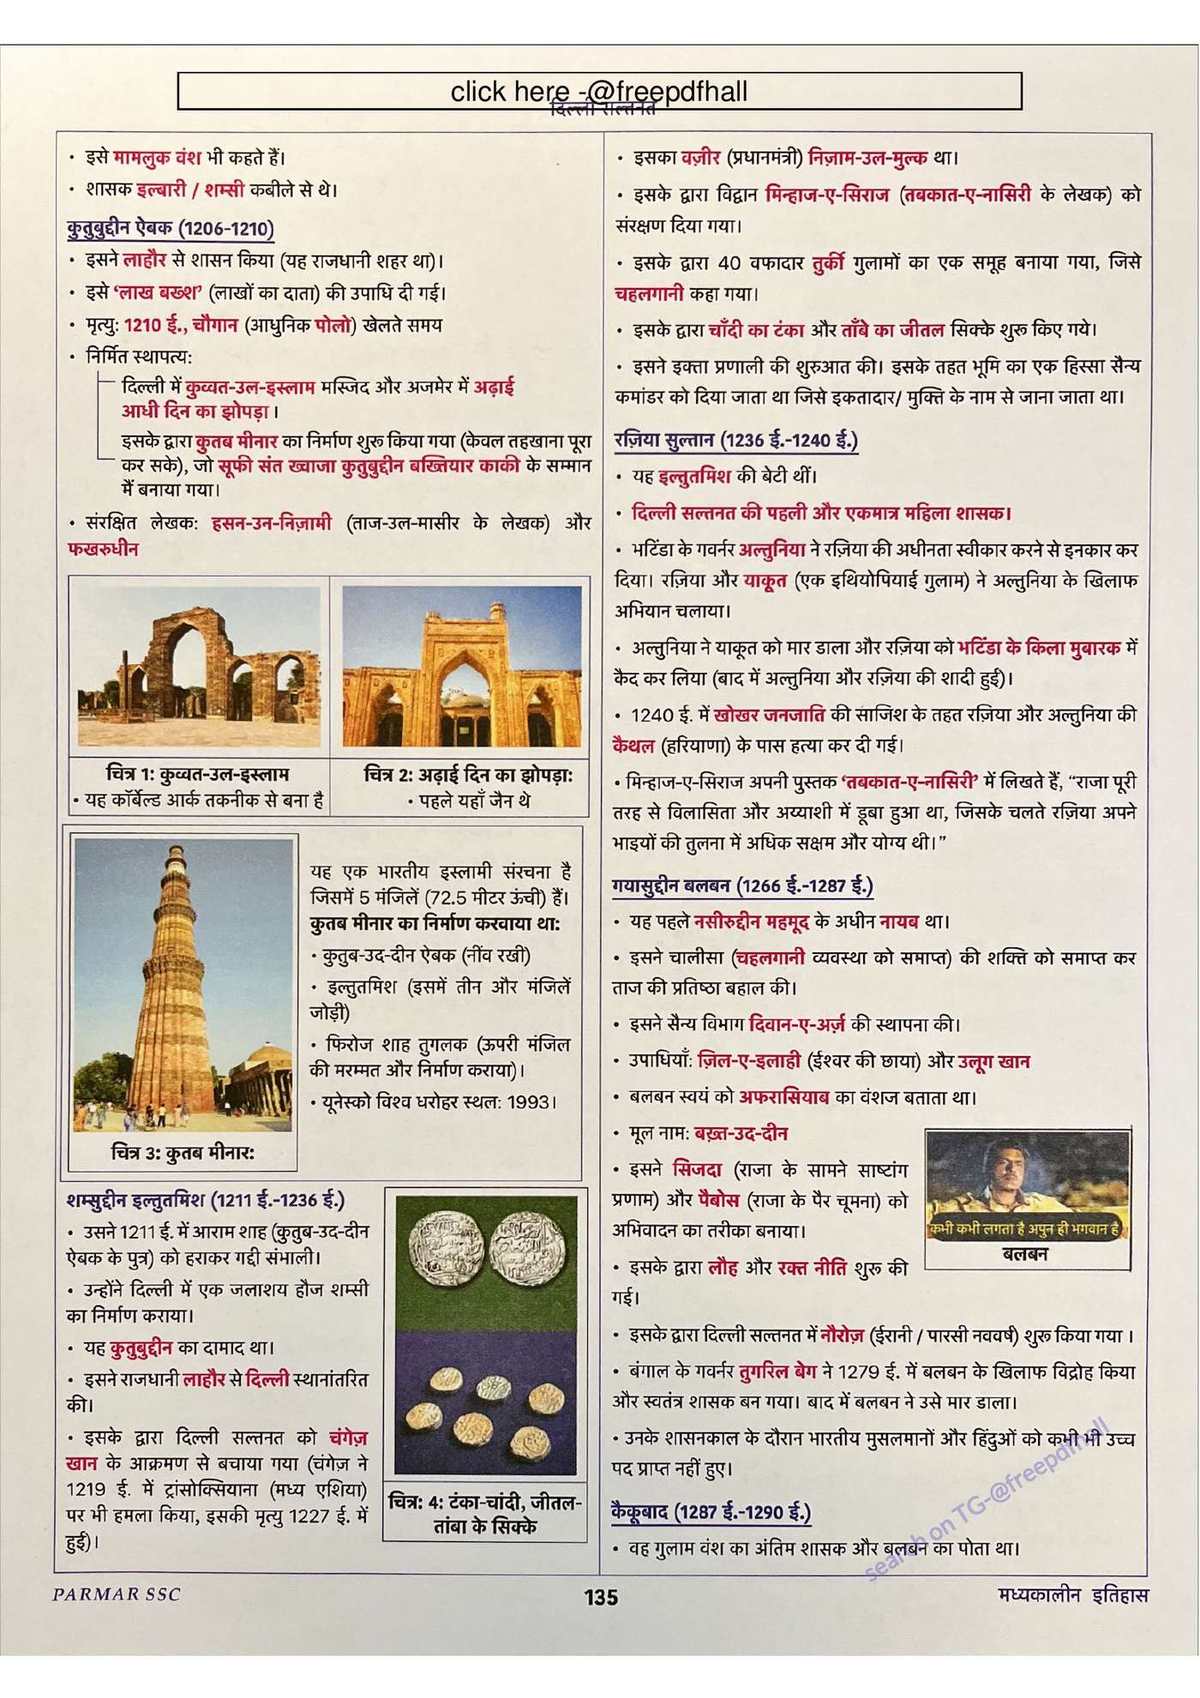 click here -@freepdfhall
दिल्ली सल्तनत
• इसे मामलुक वंश भी कहते हैं।
• शासक इल्बारी / शम्सी कबीले से थे।
कुतुबुद्दीन ऐबक (1206-1210)
• इसने लाहौर से शासन किया (यह राजधानी शहर था)।
• इसे ‘लाख बख्श’ (लाखों का दाता) की उपाधि दी गई।
• मृत्यु: 1210 ई., चौगान (आधुनिक पोलो) खेलते समय
• निर्मित स्थापत्य:
दिल्ली में कुव्वत-उल-इस्लाम मस्जिद और अजमेर में अढ़ाई
आधी दिन का झोपड़ा ।
इसके द्वारा कुतब मीनार का निर्माण शुरू किया गया (केवल तहखाना पूरा
कर सके), जो सूफी संत ख्वाजा कुतुबुद्दीन बख्तियार काकी के सम्मान
मैं बनाया गया।
• संरक्षित लेखक: हसन-उन-निज़ामी (ताज-उल-मासीर के लेखक) और
फखरुधीन
चित्र 1: कुव्वत-उल-इस्लाम
• यह कॉर्बेल्ड आर्क तकनीक से बना है
चित्र 2: अढ़ाई दिन का झोपड़ा:
• पहले यहाँ जैन थे
यह एक भारतीय इस्लामी संरचना है
जिसमें 5 मंजिलें (72.5 मीटर ऊंची) हैं।
कुतब मीनार का निर्माण करवाया था:
• कुतुब-उद-दीन ऐबक (नींव रखी)
• इल्तुतमिश (इसमें तीन और मंजिलें
जोड़ी)
• फिरोज शाह तुगलक (ऊपरी मंजिल
की मरम्मत और निर्माण कराया)।
• यूनेस्को विश्व धरोहर स्थल: 1993।
चित्र 3: कुतब मीनार:
शम्सुद्दीन इल्तुतमिश (1211 ई.-1236 ई.)
• उसने 1211 ई. में आराम शाह (कुतुब-उद-दीन
ऐबक के पुत्र) को हराकर गद्दी संभाली।
• उन्होंने दिल्ली में एक जलाशय हौज शम्सी
का निर्माण कराया।
• यह कुतुबुद्दीन का दामाद था।
• इसने राजधानी लाहौर से दिल्ली स्थानांतरित
की।
• इसके द्वारा दिल्ली सल्तनत को चंगेज़
खान के आक्रमण से बचाया गया (चंगेज़ ने
1219 ई. में ट्रांसोक्सियाना (मध्य एशिया)
पर भी हमला किया, इसकी मृत्यु 1227 ई. में
हुई)।
चित्र: 4: टंका-चांदी, जीतल-
तांबा के सिक्के
• इसका वज़ीर (प्रधानमंत्री) निज़ाम-उल-मुल्क था।
• इसके द्वारा विद्वान मिन्हाज-ए-सिराज (तबकात-ए-नासिरी के लेखक) को
संरक्षण दिया गया।
• इसके द्वारा 40 वफादार तुर्की गुलामों का एक समूह बनाया गया, जिसे
चहलगानी कहा गया।
• इसके द्वारा चाँदी का टंका और ताँबे का जीतल सिक्के शुरू किए गये।
• इसने इक्ता प्रणाली की शुरुआत की। इसके तहत भूमि का एक हिस्सा सैन्य
कमांडर को दिया जाता था जिसे इकतादार/ मुक्ति के नाम से जाना जाता था।
रज़िया सुल्तान (1236 ई.-1240 ई.)
• यह इल्तुतमिश की बेटी थीं।
• दिल्ली सल्तनत की पहली और एकमात्र महिला शासक।
• भटिंडा के गवर्नर अल्तुनिया ने रज़िया की अधीनता स्वीकार करने से इनकार कर
दिया। रज़िया और याकूत (एक इथियोपियाई गुलाम) ने अल्तुनिया के खिलाफ
अभियान चलाया।
• अल्तुनिया ने याकूत को मार डाला और रज़िया को भटिंडा के किला मुबारक में
कैद कर लिया (बाद में अल्तुनिया और रज़िया की शादी हुई)।
• 1240 ई. में खोखर जनजाति की साजिश के तहत रज़िया और अल्तुनिया की
कैथल (हरियाणा) के पास हत्या कर दी गई।
• मिन्हाज-ए-सिराज अपनी पुस्तक ‘तबकात-ए-नासिरी’ में लिखते हैं, “राजा पूरी
तरह से विलासिता और अय्याशी में डूबा हुआ था, जिसके चलते रज़िया अपने
भाइयों की तुलना में अधिक सक्षम और योग्य थी।”
गयासुद्दीन बलबन (1266 ई.-1287 ई.)
• यह पहले नसीरुद्दीन महमूद के अधीन नायब था।
• इसने चालीसा (चहलगानी व्यवस्था को समाप्त) की शक्ति को समाप्त कर
ताज की प्रतिष्ठा बहाल की।
• इसने सैन्य विभाग दिवान-ए-अर्ज़ की स्थापना की।
• उपाधियाँ: ज़िल-ए-इलाही (ईश्वर की छाया) और उलूग खान
• बलबन स्वयं को अफरासियाब का वंशज बताता था।
• मूल नाम: बख़्त-उद-दीन
• इसने सिजदा (राजा के सामने साष्टांग
प्रणाम) और पैबोस (राजा के पैर चूमना) को
अभिवादन का तरीका बनाया।
• इसके द्वारा लौह और रक्त नीति शुरू की
गई।
कभी कभी लगता है अपुन ही भगवान है
बलबन
• इसके द्वारा दिल्ली सल्तनत में नौरोज़ (ईरानी / पारसी नववर्ष) शुरू किया गया ।
• बंगाल के गवर्नर तुगरिल बेग ने 1279 ई. में बलबन के खिलाफ विद्रोह किया
और स्वतंत्र शासक बन गया। बाद में बलबन ने उसे मार डाला।
• उनके शासनकाल के दौरान भारतीय मुसलमानों और हिंदुओं को कभी भी उच्च
पद प्राप्त नहीं हुए।
कैकूबाद (1287 ई.-1290 ई.)
• वह गुलाम वंश का अंतिम शासक और बलबन का पोता था।
search on TG-@freepdfhall
PARMAR SSC
135
मध्यकालीन इतिहास